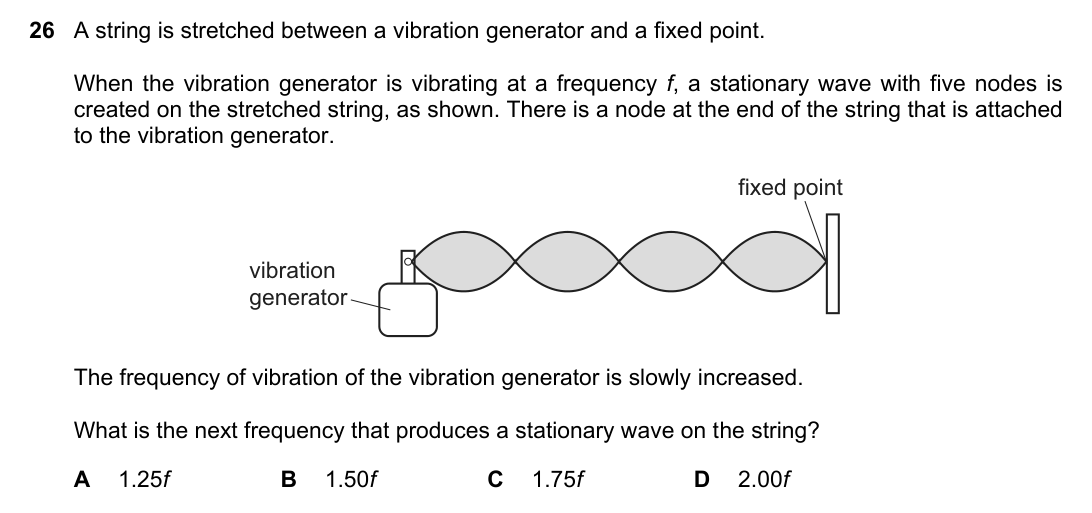 26 A string is stretched between a vibration generator and a fixed point.
When the vibration generator is vibrating at a frequency f, a stationary wave with five nodes is
created on the stretched string, as shown. There is a node at the end of the string that is attached
to the vibration generator.
fixed point
vibration
generator
The frequency of vibration of the vibration generator is slowly increased.
What is the next frequency that produces a stationary wave on the string?
A 1.25f B 1.50f C 1.75f D 2.00f